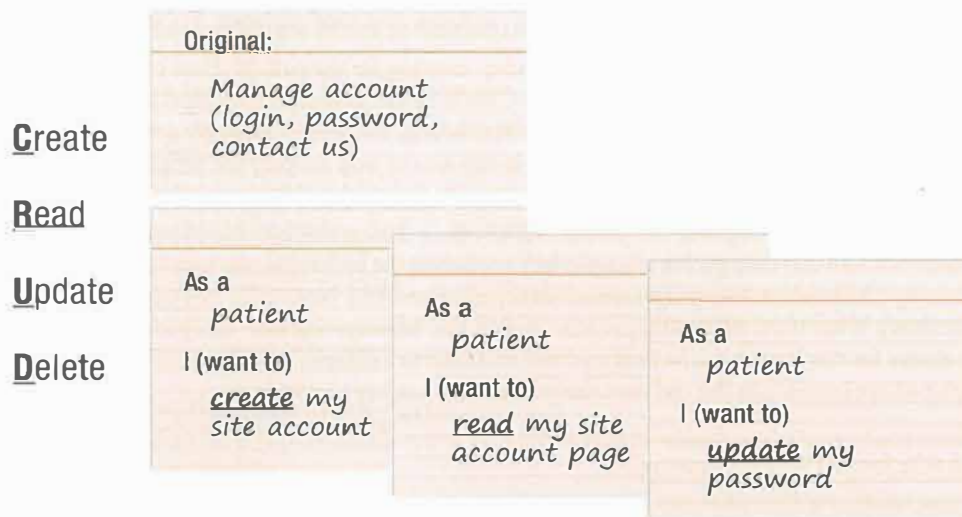 Create
Read
Update
Delete
Original:
Manage account
(login, password,
contact us)
As a
patient
I (want to)
create my
site account
As a
patient
I (want to)
read my site
account page
As a
patient
I (want to)
update my
password